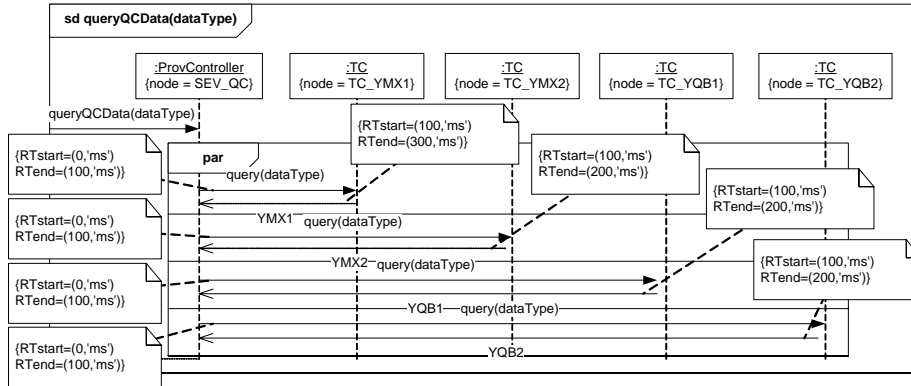 sd queryQCData(dataType)
:ProvController
{node = SEV_QC}
:TC
{node = TC_YMX1}
:TC
{node = TC_YMX2}
:TC
{node = TC_YQB1}
:TC
{node = TC_YQB2}
queryQCData(dataType)
{RTstart=(0,'ms')
RTend=(100,'ms')}
par
query(dataType)
{RTstart=(100,'ms')
RTend=(300,'ms')}
{RTstart=(100,'ms')
RTend=(200,'ms')}
{RTstart=(100,'ms')
RTend=(200,'ms')}
{RTstart=(0,'ms')
RTend=(100,'ms')}
YMX1
query(dataType)
YMX2
query(dataType)
{RTstart=(100,'ms')
RTend=(200,'ms')}
{RTstart=(0,'ms')
RTend=(100,'ms')}
YQB1
query(dataType)
{RTstart=(0,'ms')
RTend=(100,'ms')}
YQB2